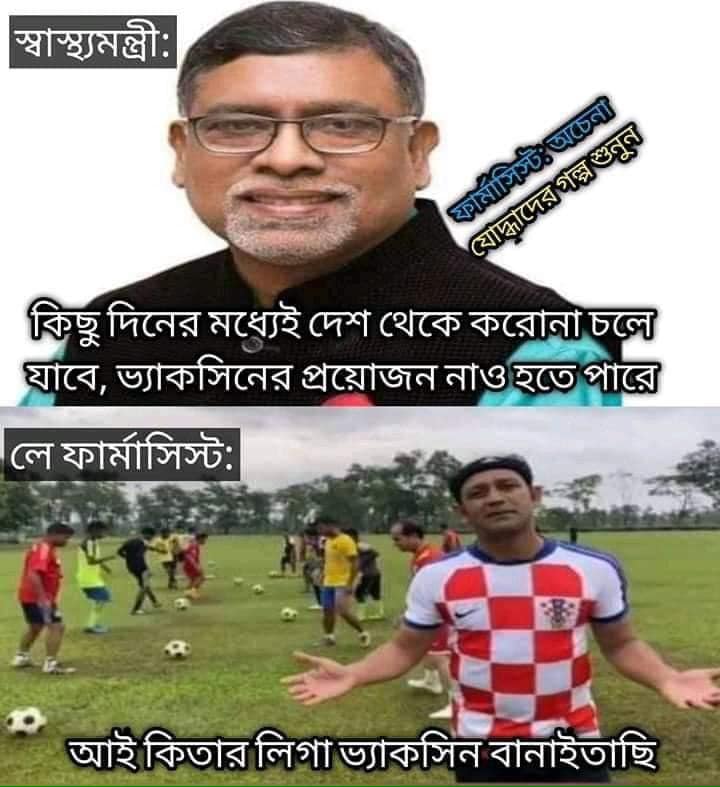 স্বাস্থ্যমন্ত্রী:
ফার্মাসিস্ট: অচেনা
যোদ্ধাদের গল্প শুনুন
কিছু দিনের মধ্যেই দেশ থেকে করোনা চলে
যাবে, ভ্যাকসিনের প্রয়োজন নাও হতে পারে
লে ফার্মাসিস্ট:
আই কিতার লিগা ভ্যাকসিন বানাইতাছি